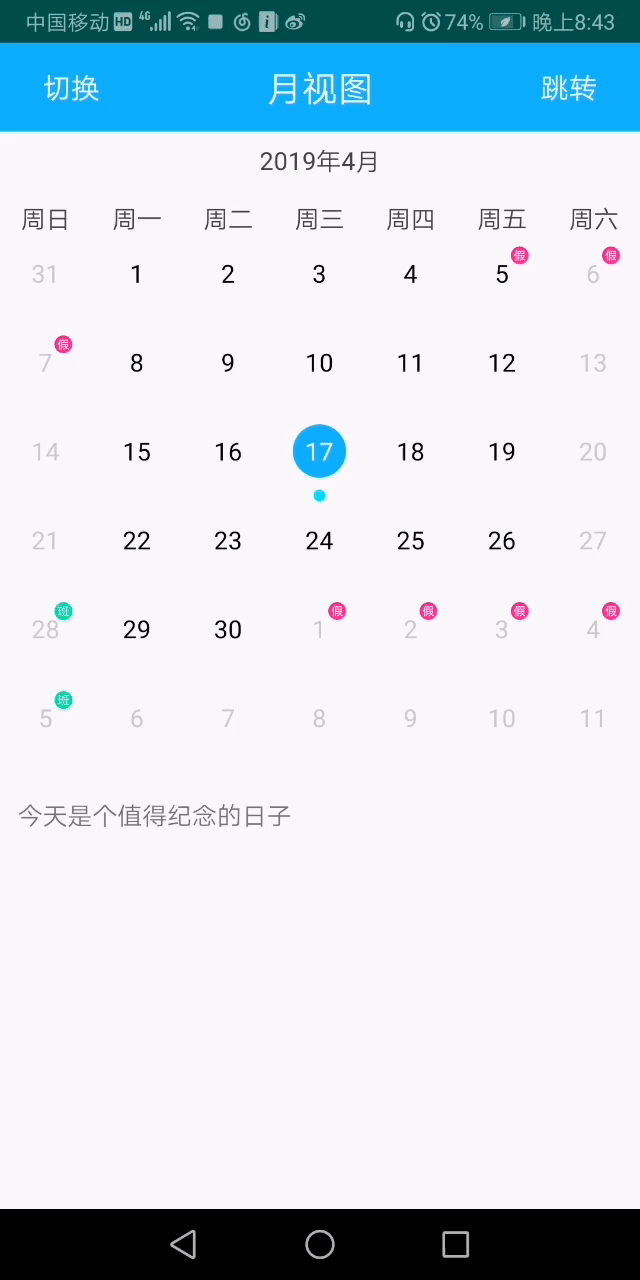 中国移动 HD 4G 74% 晚上8:43
切换 月视图 跳转
2019年4月
周日 周一 周二 周三 周四 周五 周六
31 1 2 3 4 5 假 6 假
7 假 8 9 10 11 12 13
14 15 16 17 18 19 20
21 22 23 24 25 26 27
28 班 29 30 1 假 2 假 3 假 4 假
5 班 6 7 8 9 10 11
今天是个值得纪念的日子